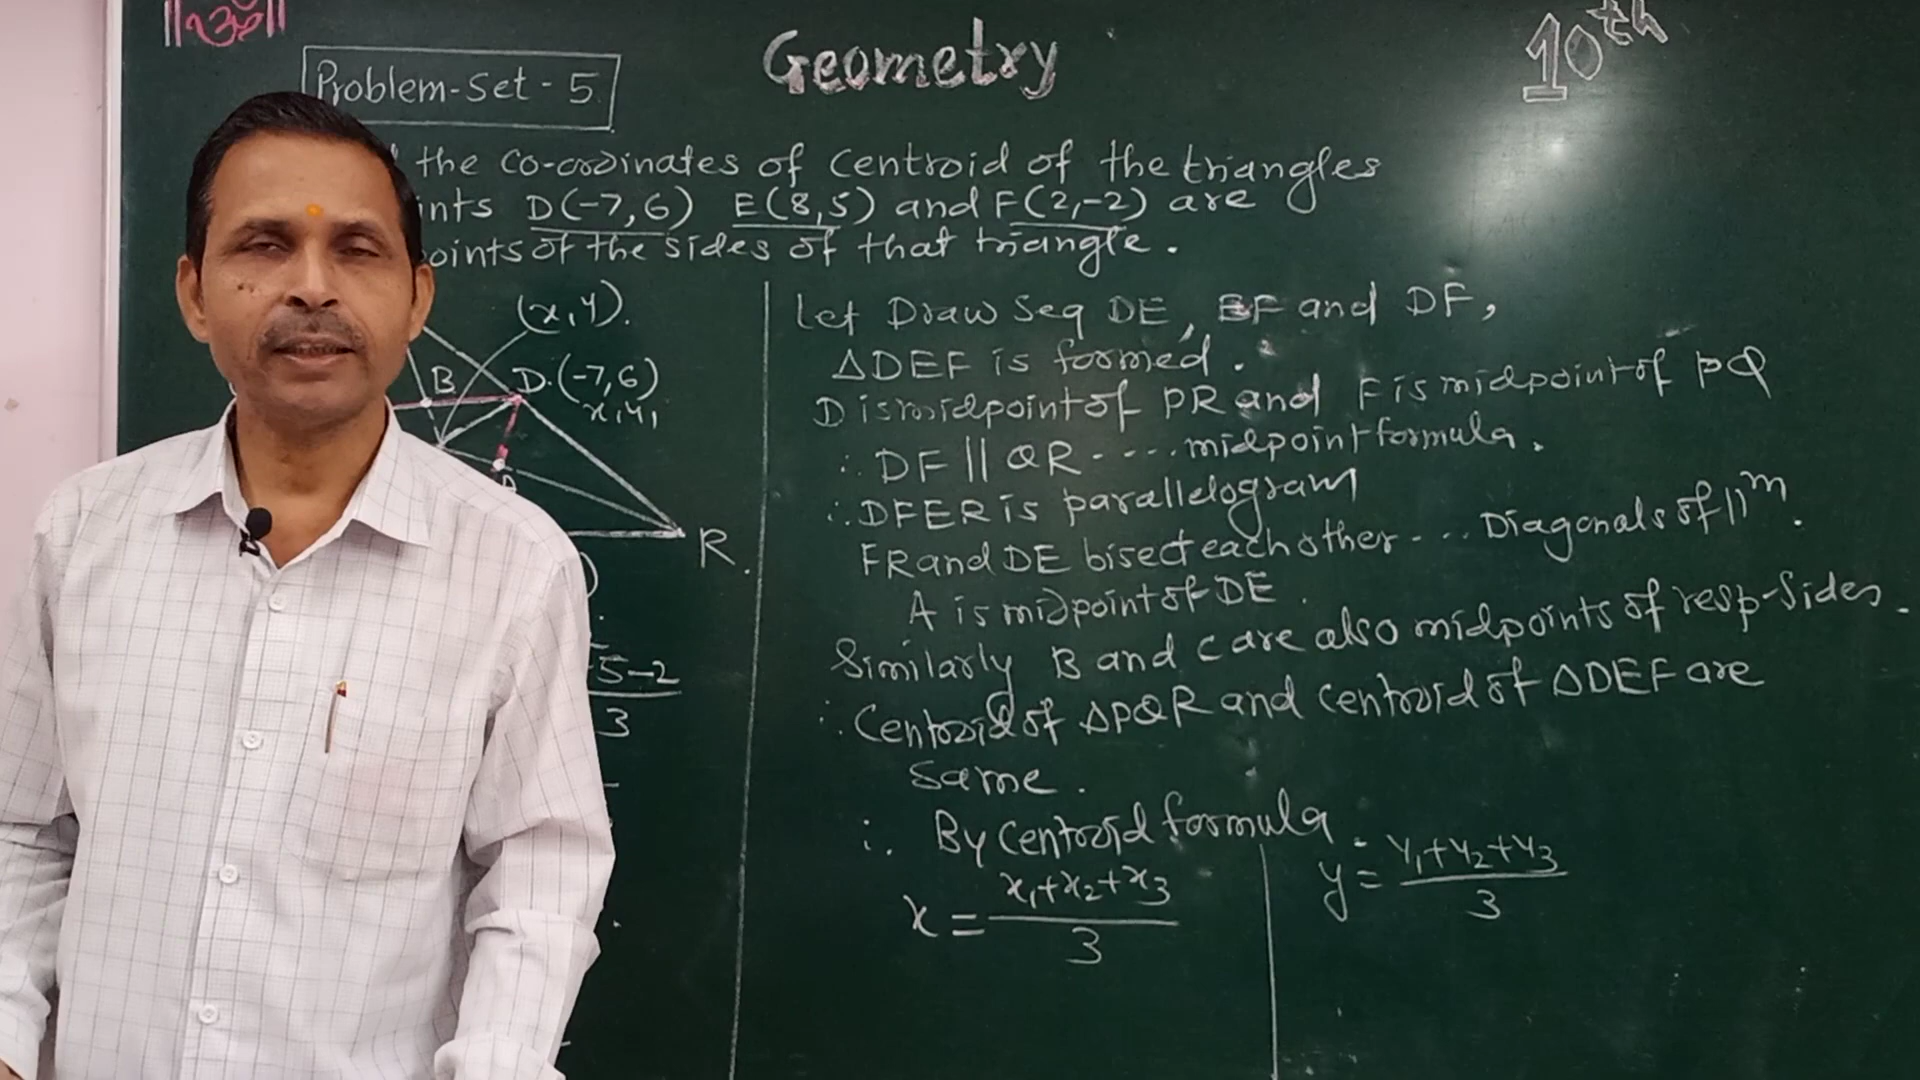 ||ॐ||
Geometry
10th
Problem-Set-5
the co-ordinates of centroid of the triangles
ints D(-7,6) E(8,5) and F(2,-2) are
points of the sides of that triangle.
(x,y).
B D.(-7,6)
x1y1
A
R.
5-2
3
Let Draw seg DE, EF and DF,
ΔDEF is formed.
D is midpoint of PR and F is midpoint of PQ
∴ DF || QR ---- midpoint formula.
∴ DFER is parallelogram
FR and DE bisect each other --- Diagonals of ||m.
A is midpoint of DE.
Similarly B and C are also midpoints of resp-sides.
∴ Centroid of ΔPQR and centroid of ΔDEF are
same.
∴ By Centroid formula
x = x1+x2+x3 / 3
y = y1+y2+y3 / 3